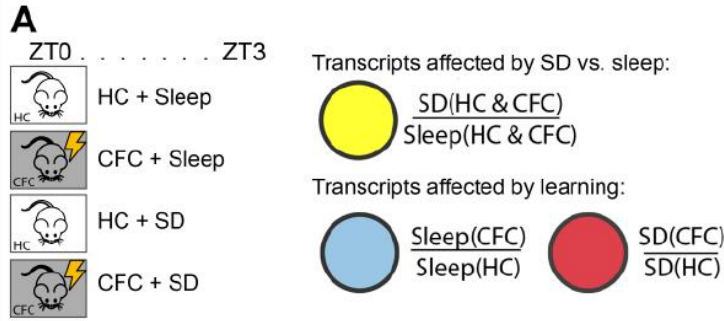 A
ZT0 . . . . . . . ZT3
HC
HC + Sleep
CFC
CFC + Sleep
HC
HC + SD
CFC
CFC + SD
Transcripts affected by SD vs. sleep:
SD(HC & CFC)
Sleep(HC & CFC)
Transcripts affected by learning:
Sleep(CFC)
Sleep(HC)
SD(CFC)
SD(HC)